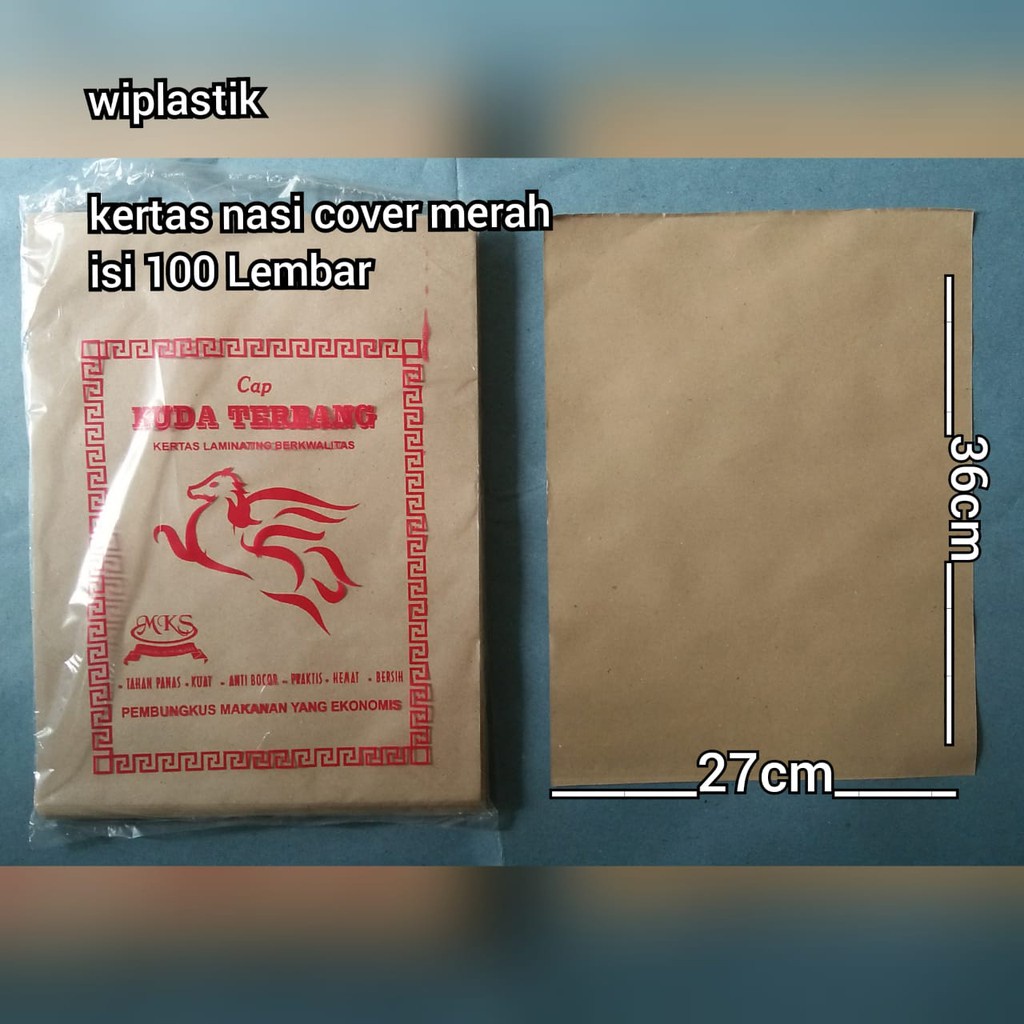 wiplastik
kertas nasi cover merah
isi 100 Lembar
Cap
KUDA TERBANG
KERTAS LAMINATING BERKWALITAS
MKS
- TAHAN PANAS - KUAT - ANTI BOCOR - PRAKTIS - HEMAT - BERSIH
PEMBUNGKUS MAKANAN YANG EKONOMIS
36cm
27cm